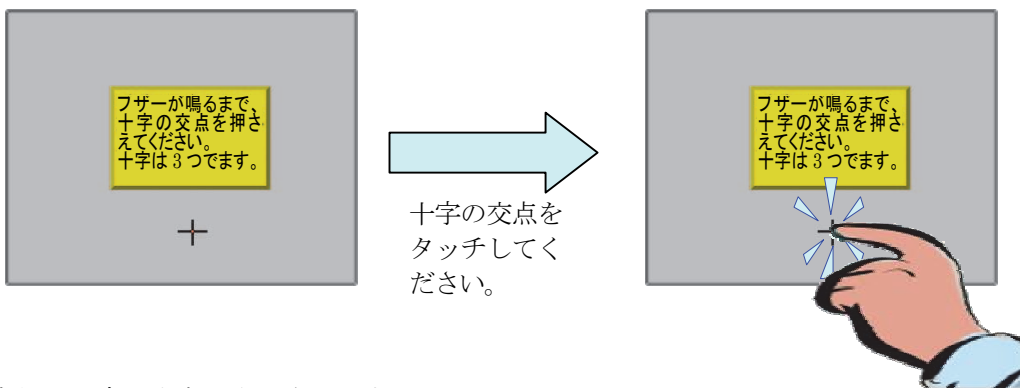 フザーが鳴るまで、
十字の交点を押さ
えてください。
十字は３つでます。
十字の交点を
タッチしてく
ださい。
フザーが鳴るまで、
十字の交点を押さ
えてください。
十字は３つでます。